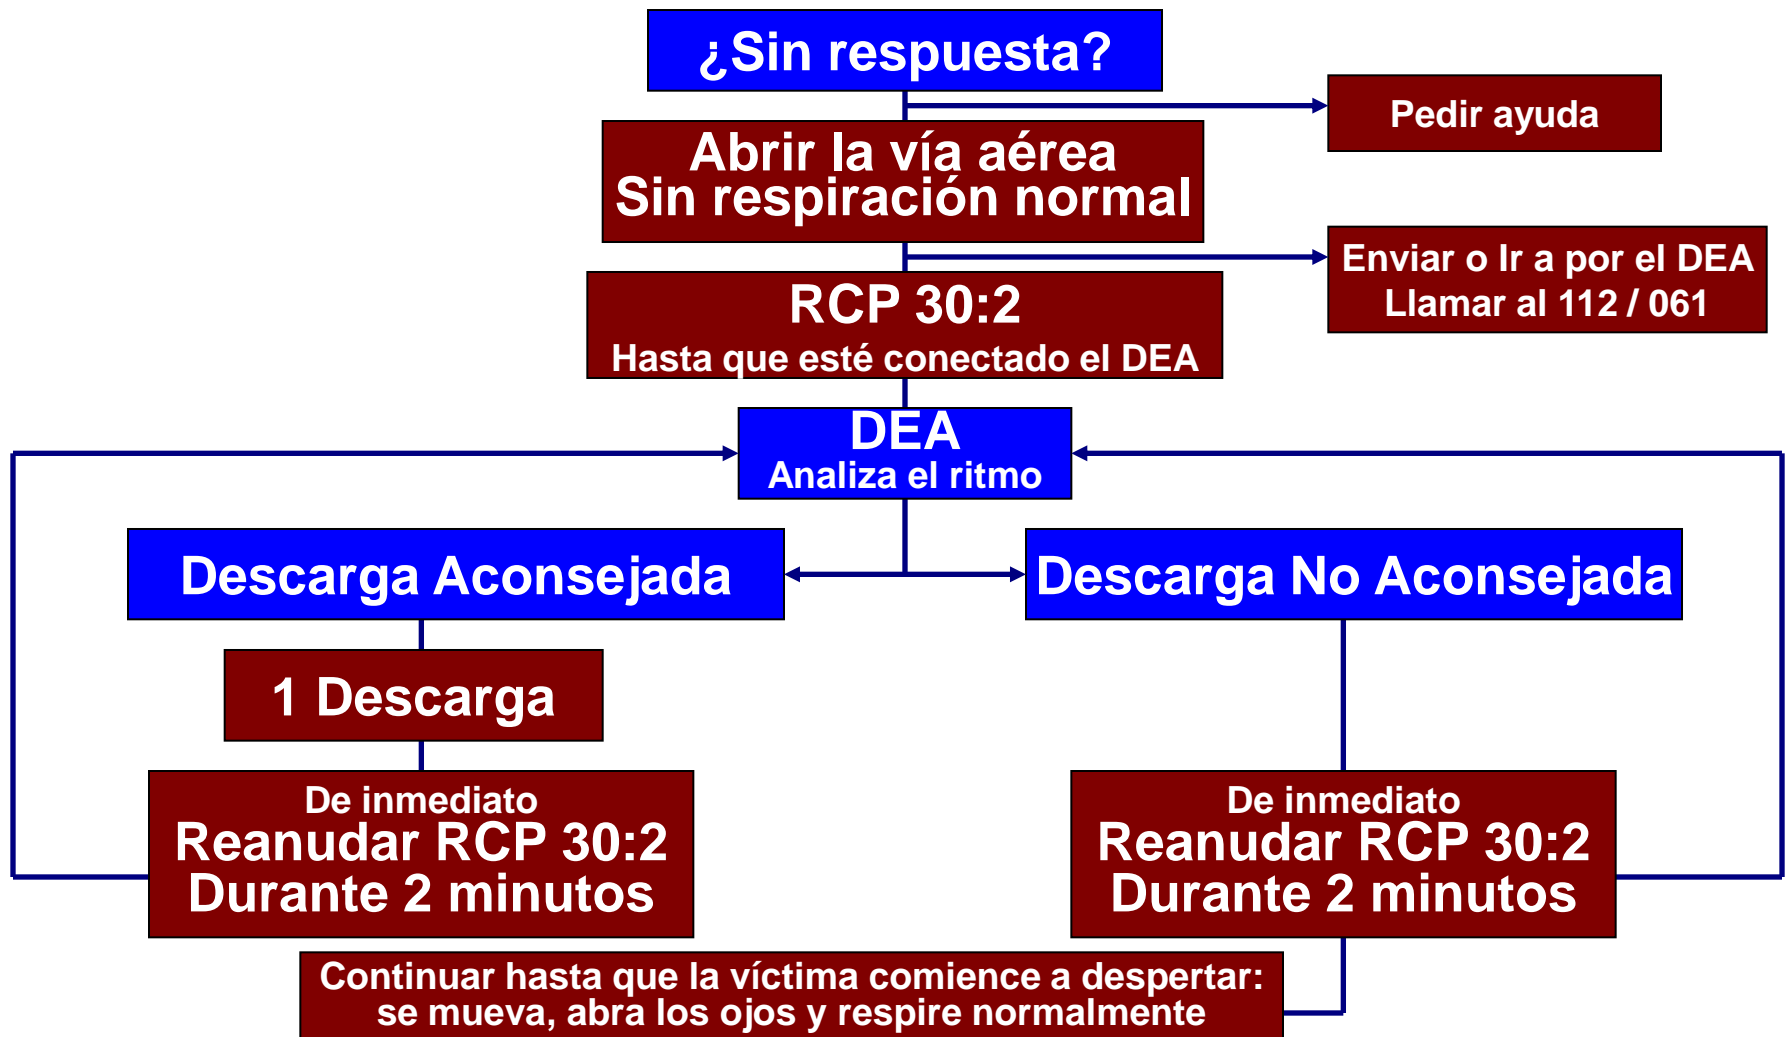 ¿Sin respuesta?
Pedir ayuda
Abrir la vía aérea
Sin respiración normal
Enviar o Ir a por el DEA
Llamar al 112 / 061
RCP 30:2
Hasta que esté conectado el DEA
DEA
Analiza el ritmo
Descarga Aconsejada
Descarga No Aconsejada
1 Descarga
De inmediato
Reanudar RCP 30:2
Durante 2 minutos
De inmediato
Reanudar RCP 30:2
Durante 2 minutos
Continuar hasta que la víctima comience a despertar:
se mueva, abra los ojos y respire normalmente